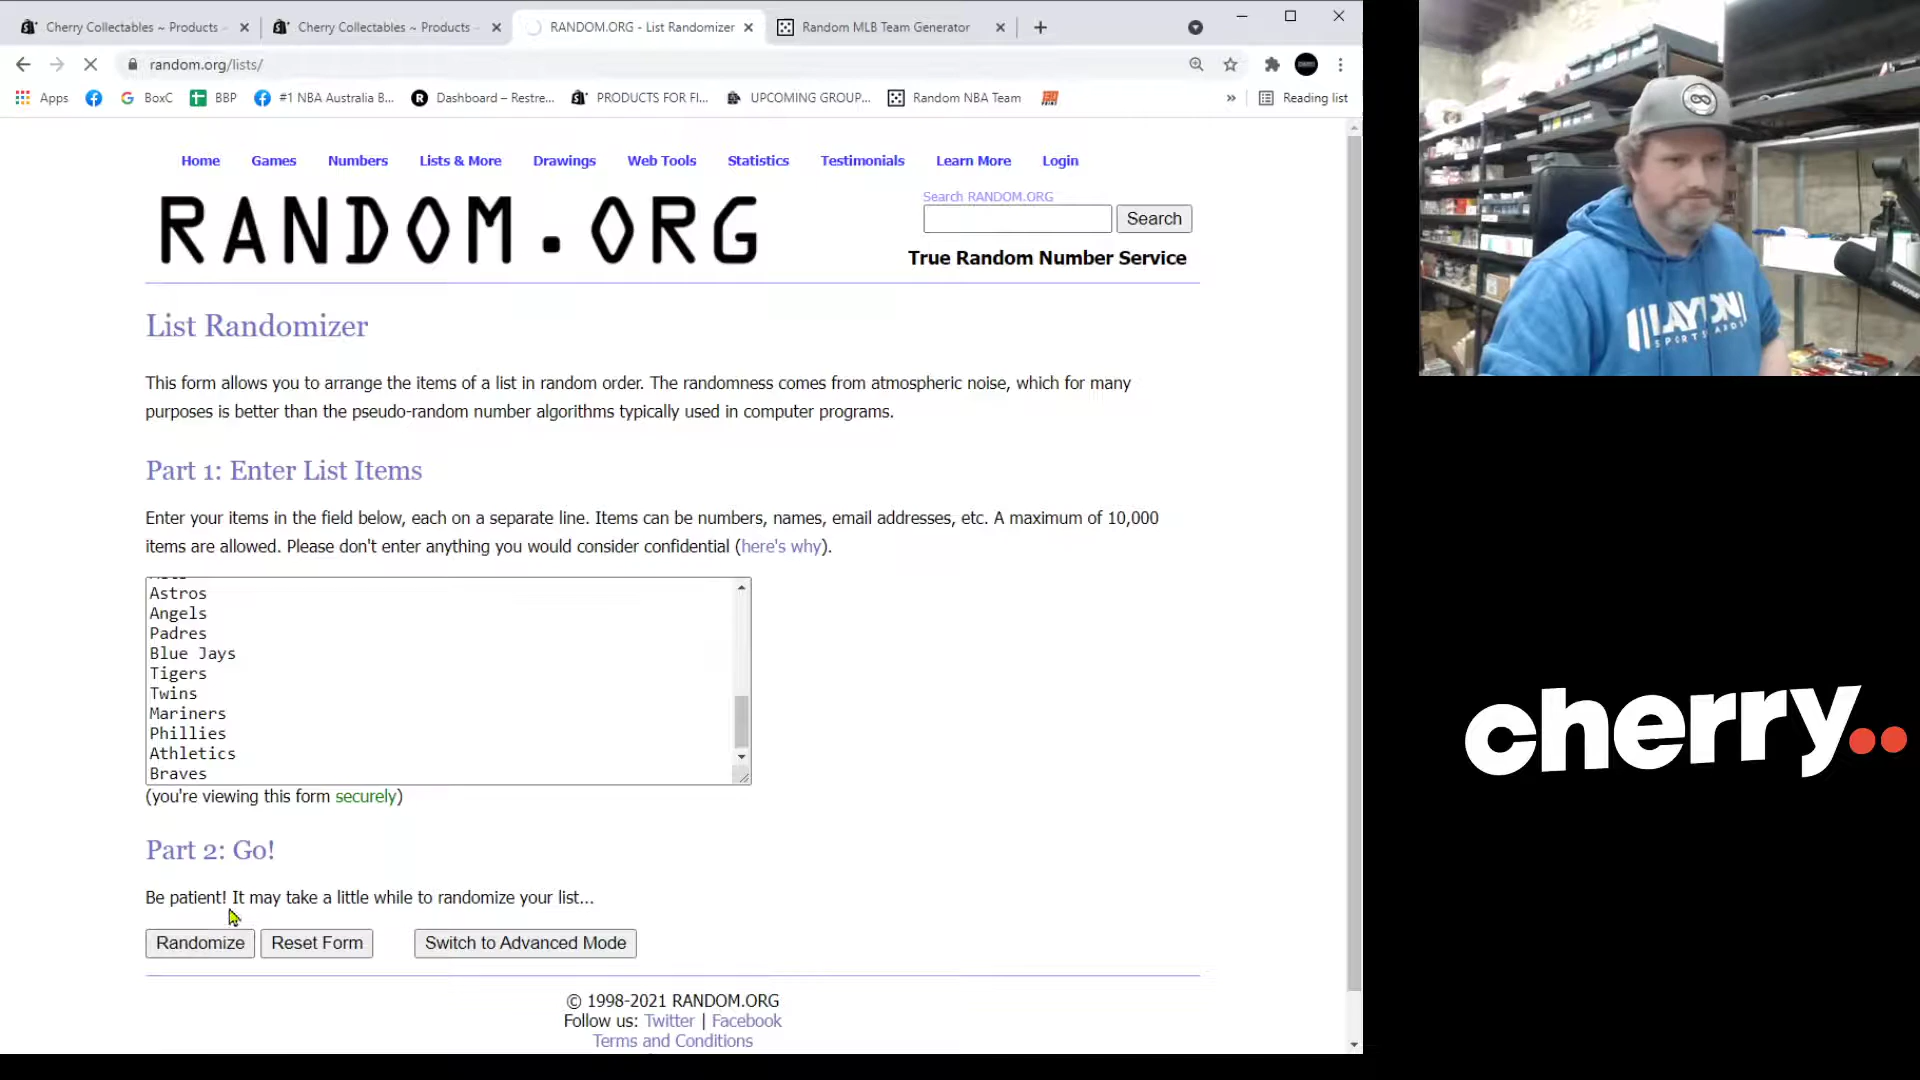 Cherry Collectables ~ Products
Cherry Collectables ~ Products
RANDOM.ORG - List Randomizer
Random MLB Team Generator
random.org/lists/
Apps
BoxC
BBP
#1 NBA Australia B...
Dashboard – Restre...
PRODUCTS FOR FI...
UPCOMING GROUP...
Random NBA Team
Reading list
Home
Games
Numbers
Lists & More
Drawings
Web Tools
Statistics
Testimonials
Learn More
Login
RANDOM.ORG
Search RANDOM.ORG
Search
True Random Number Service
List Randomizer
This form allows you to arrange the items of a list in random order. The randomness comes from atmospheric noise, which for many
purposes is better than the pseudo-random number algorithms typically used in computer programs.
Part 1: Enter List Items
Enter your items in the field below, each on a separate line. Items can be numbers, names, email addresses, etc. A maximum of 10,000
items are allowed. Please don't enter anything you would consider confidential (here's why).
Astros
Angels
Padres
Blue Jays
Tigers
Twins
Mariners
Phillies
Athletics
Braves
(you're viewing this form securely)
Part 2: Go!
Be patient! It may take a little while to randomize your list...
Randomize
Reset Form
Switch to Advanced Mode
© 1998-2021 RANDOM.ORG
Follow us: Twitter | Facebook
Terms and Conditions
LAYTON
SPORTS CARDS
SHURE
cherry..